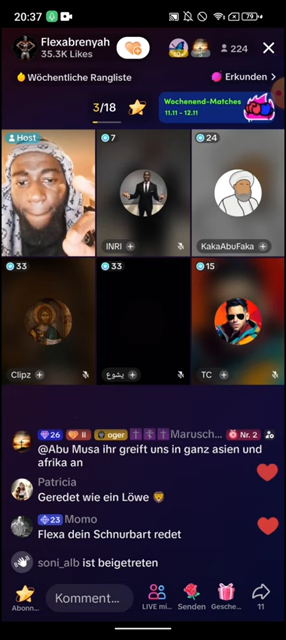 20:37
79
Flexabrenyah
35.3K Likes
224
Wöchentliche Rangliste
Erkunden >
3/18
Wochenend-Matches
11.11 - 12.11
Host
7
24
INRI
KakaAbuFaka
33
33
15
Clipz
يشوع
TC
26 II oger Marusch... Nr. 2
@Abu Musa ihr greift uns in ganz asien und
afrika an
Patricia
Geredet wie ein Löwe 🦁
23 Momo
Flexa dein Schnurbart redet
soni_alb ist beigetreten
Kommentˌ...
Abonn...
LIVE mi...
Senden
Gesche...
11